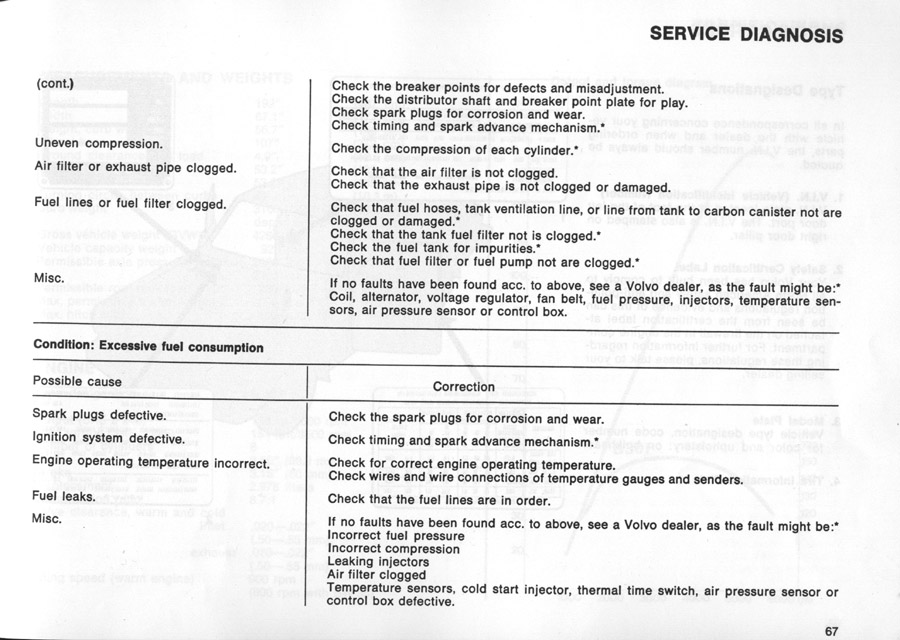 SERVICE DIAGNOSIS
(cont.)
Check the breaker points for defects and misadjustment.
Check the distributor shaft and breaker point plate for play.
Check spark plugs for corrosion and wear.
Check timing and spark advance mechanism.*
Uneven compression.
Check the compression of each cylinder.*
Air filter or exhaust pipe clogged.
Check that the air filter is not clogged.
Check that the exhaust pipe is not clogged or damaged.
Fuel lines or fuel filter clogged.
Check that fuel hoses, tank ventilation line, or line from tank to carbon canister not are
clogged or damaged.*
Check that the tank fuel filter not is clogged.*
Check the fuel tank for impurities.*
Check that fuel filter or fuel pump not are clogged.*
Misc.
If no faults have been found acc. to above, see a Volvo dealer, as the fault might be:*
Coil, alternator, voltage regulator, fan belt, fuel pressure, injectors, temperature sen-
sors, air pressure sensor or control box.
Condition: Excessive fuel consumption
Possible cause
Correction
Spark plugs defective.
Check the spark plugs for corrosion and wear.
Ignition system defective.
Check timing and spark advance mechanism.*
Engine operating temperature incorrect.
Check for correct engine operating temperature.
Check wires and wire connections of temperature gauges and senders.
Fuel leaks.
Check that the fuel lines are in order.
Misc.
If no faults have been found acc. to above, see a Volvo dealer, as the fault might be:*
Incorrect fuel pressure
Incorrect compression
Leaking injectors
Air filter clogged
Temperature sensors, cold start injector, thermal time switch, air pressure sensor or
control box defective.
67